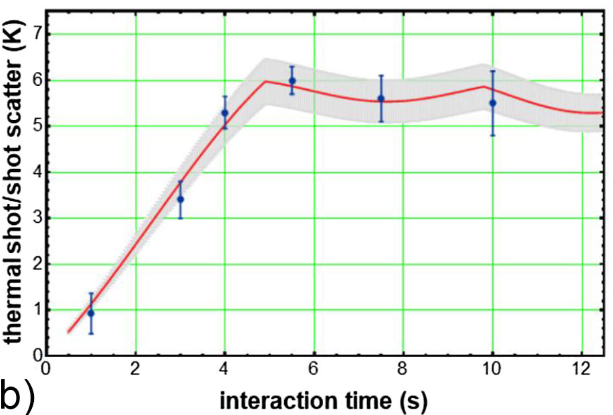 thermal shot/shot scatter (K)
7
6
5
4
3
2
1
0
0 2 4 6 8 10 12
b) interaction time (s)